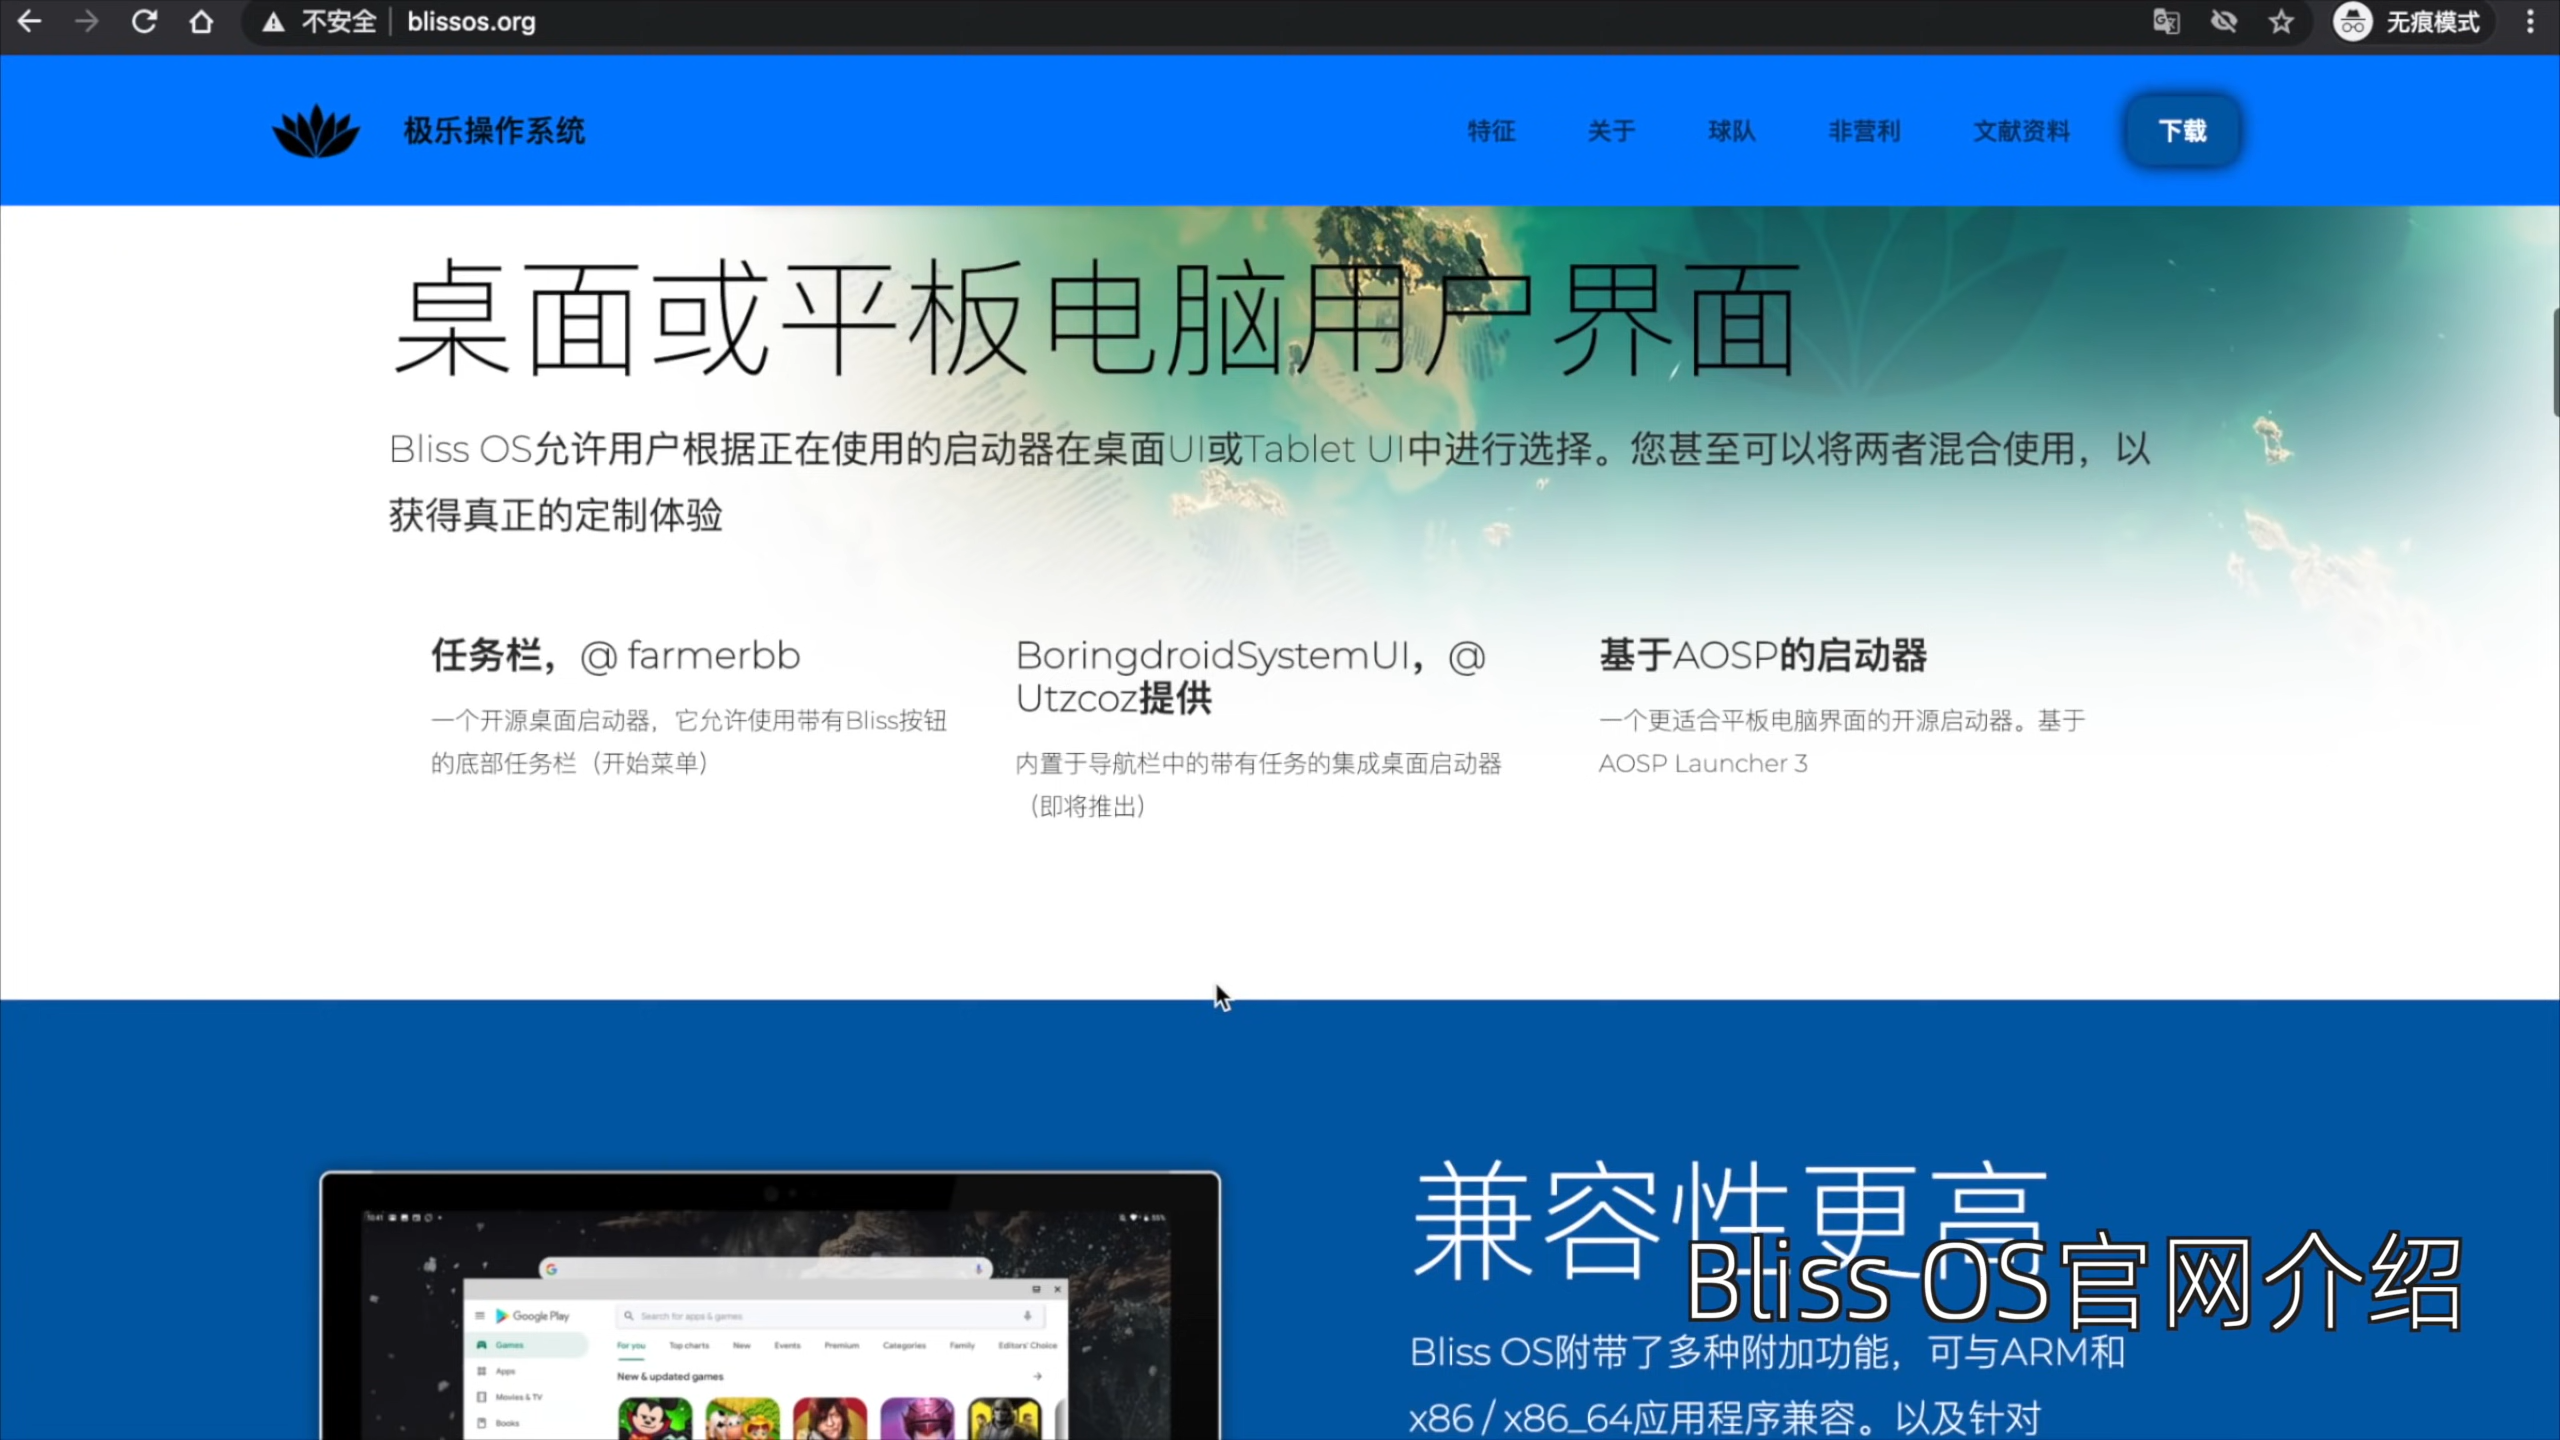 不安全 | blissos.org
无痕模式
极乐操作系统
特征
关于
球队
非营利
文献资料
下载
桌面或平板电脑用户界面
Bliss OS允许用户根据正在使用的启动器在桌面UI或Tablet UI中进行选择。您甚至可以将两者混合使用，以
获得真正的定制体验
任务栏，@ farmerbb
一个开源桌面启动器，它允许使用带有Bliss按钮
的底部任务栏（开始菜单）
BoringdroidSystemUI，@
Utzcoz提供
内置于导航栏中的带有任务的集成桌面启动器
（即将推出）
基于AOSP的启动器
一个更适合平板电脑界面的开源启动器。基于
AOSP Launcher 3
Google Play
Search for apps & games
Games
Apps
Movies & TV
Books
For you
Top charts
New
Events
Premium
Categories
Family
Editors' Choice
New & updated games
兼容性更高
Bliss OS官网介绍
Bliss OS附带了多种附加功能，可与ARM和
x86 / x86_64应用程序兼容。以及针对